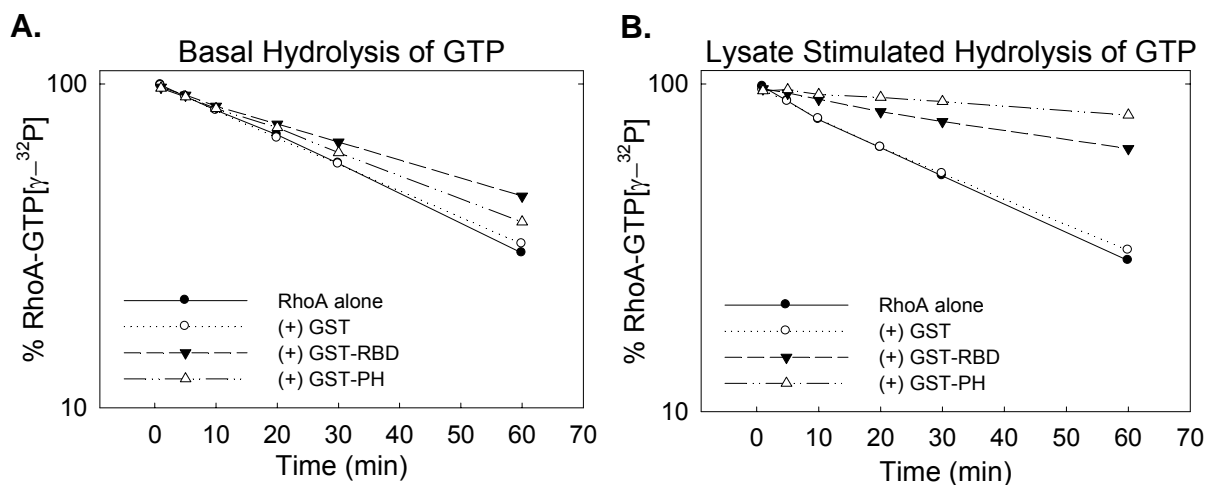 A.
Basal Hydrolysis of GTP
100
10
% RhoA-GTP[γ–³²P]
RhoA alone
(+) GST
(+) GST-RBD
(+) GST-PH
0 10 20 30 40 50 60 70
Time (min)
B.
Lysate Stimulated Hydrolysis of GTP
100
10
% RhoA-GTP[γ–³²P]
RhoA alone
(+) GST
(+) GST-RBD
(+) GST-PH
0 10 20 30 40 50 60 70
Time (min)